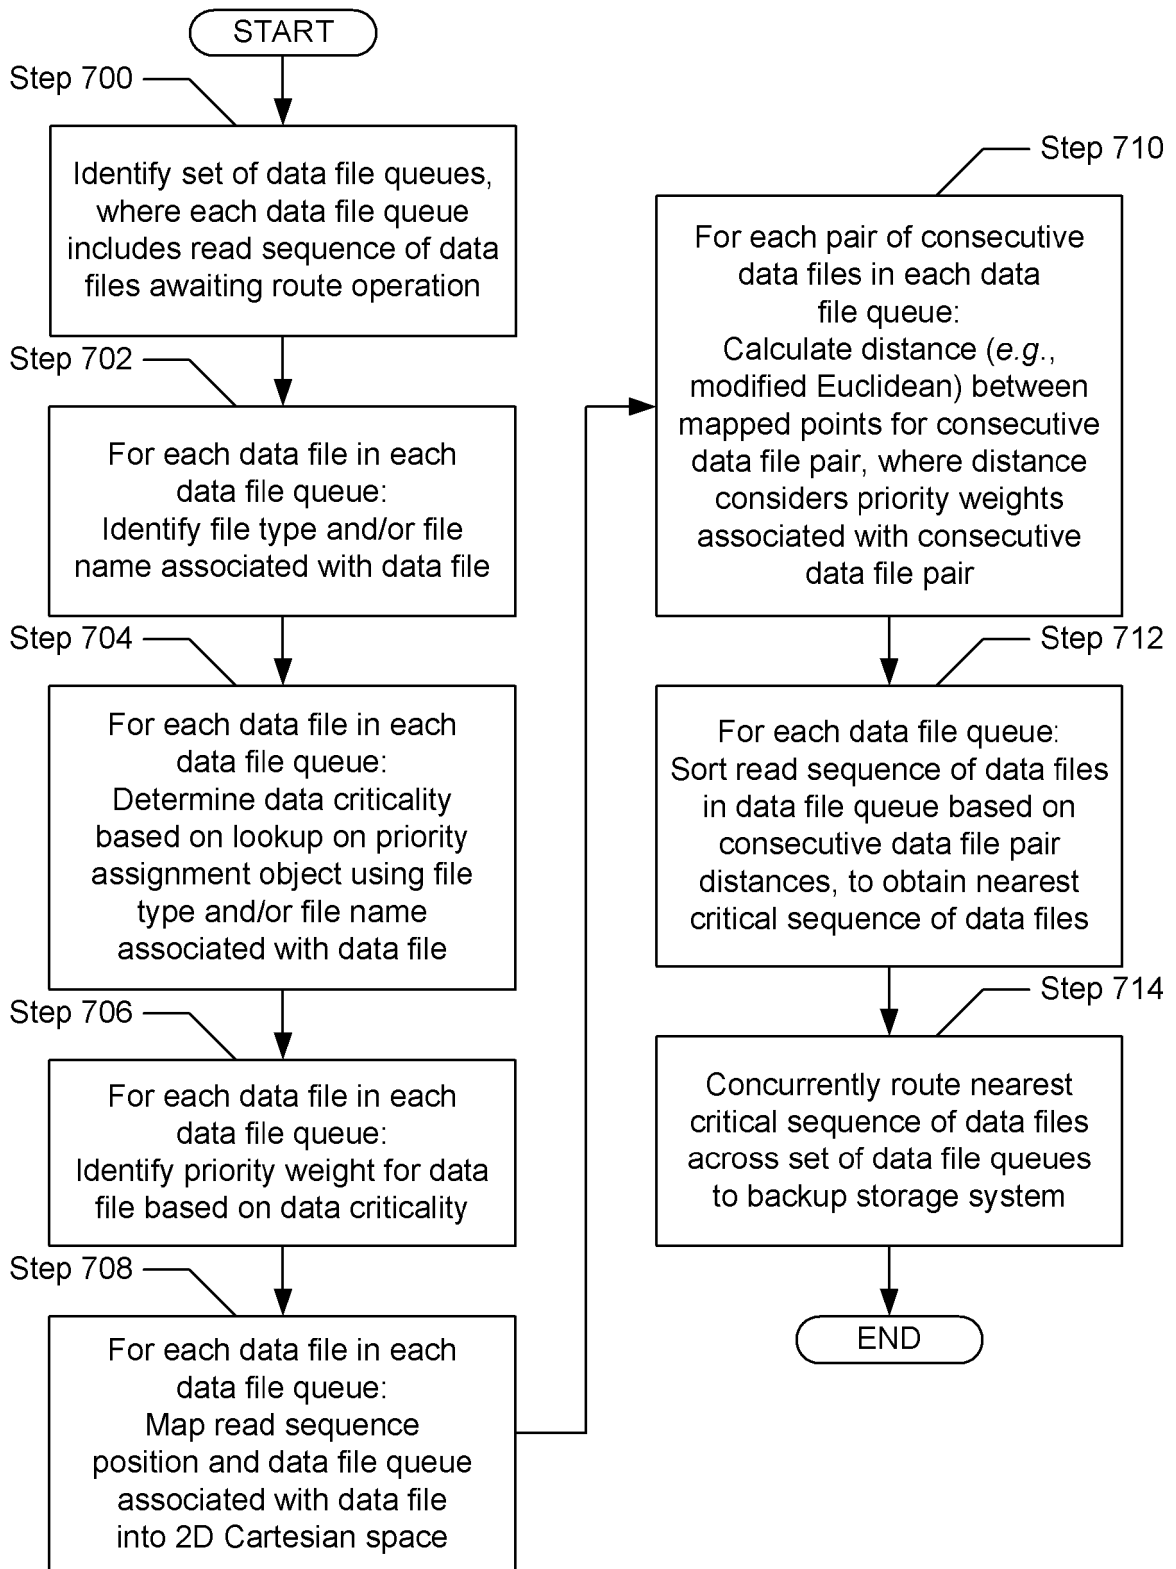 START
Step 700
Identify set of data file queues,
where each data file queue
includes read sequence of data
files awaiting route operation
Step 702
For each data file in each
data file queue:
Identify file type and/or file
name associated with data file
Step 704
For each data file in each
data file queue:
Determine data criticality
based on lookup on priority
assignment object using file
type and/or file name
associated with data file
Step 706
For each data file in each
data file queue:
Identify priority weight for data
file based on data criticality
Step 708
For each data file in each
data file queue:
Map read sequence
position and data file queue
associated with data file
into 2D Cartesian space
Step 710
For each pair of consecutive
data files in each data
file queue:
Calculate distance (e.g.,
modified Euclidean) between
mapped points for consecutive
data file pair, where distance
considers priority weights
associated with consecutive
data file pair
Step 712
For each data file queue:
Sort read sequence of data files
in data file queue based on
consecutive data file pair
distances, to obtain nearest
critical sequence of data files
Step 714
Concurrently route nearest
critical sequence of data files
across set of data file queues
to backup storage system
END